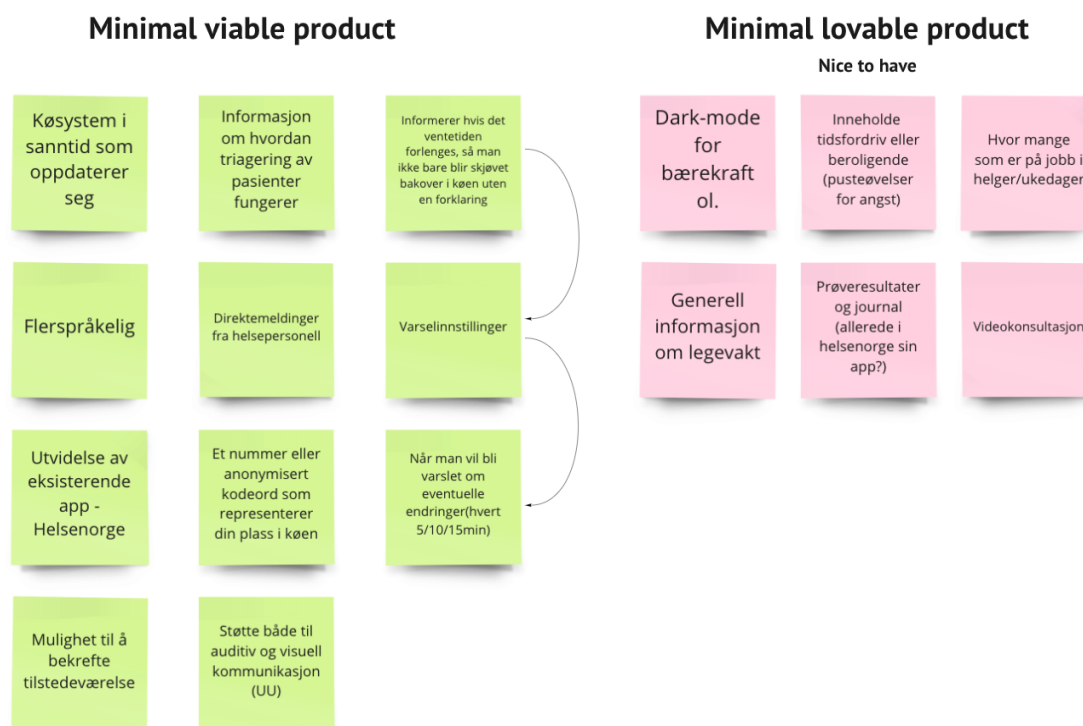 Minimal viable product
Minimal lovable product
Nice to have
Køsystem i
sanntid som
oppdaterer
seg
Informasjon
om hvordan
triagering av
pasienter
fungerer
Informerer hvis det
ventetiden
forlenges, så man
ikke bare blir skjøvet
bakover i køen uten
en forklaring
Dark-mode
for
bærekraft
ol.
Inneholde
tidsfordriv eller
beroligende
(pusteøvelser
for angst)
Hvor mange
som er på jobb i
helger/ukedager
Flerspråkelig
Direktemeldinger
fra helsepersonell
Varselinnstillinger
Generell
informasjon
om legevakt
Prøveresultater
og journal
(allerede i
helsenorge sin
app?)
Videokonsultasjon
Utvidelse av
eksisterende
app -
Helsenorge
Et nummer eller
anonymisert
kodeord som
representerer
din plass i køen
Når man vil bli
varslet om
eventuelle
endringer(hvert
5/10/15min)
Mulighet til å
bekrefte
tilstedeværelse
Støtte både til
auditiv og visuell
kommunikasjon
(UU)